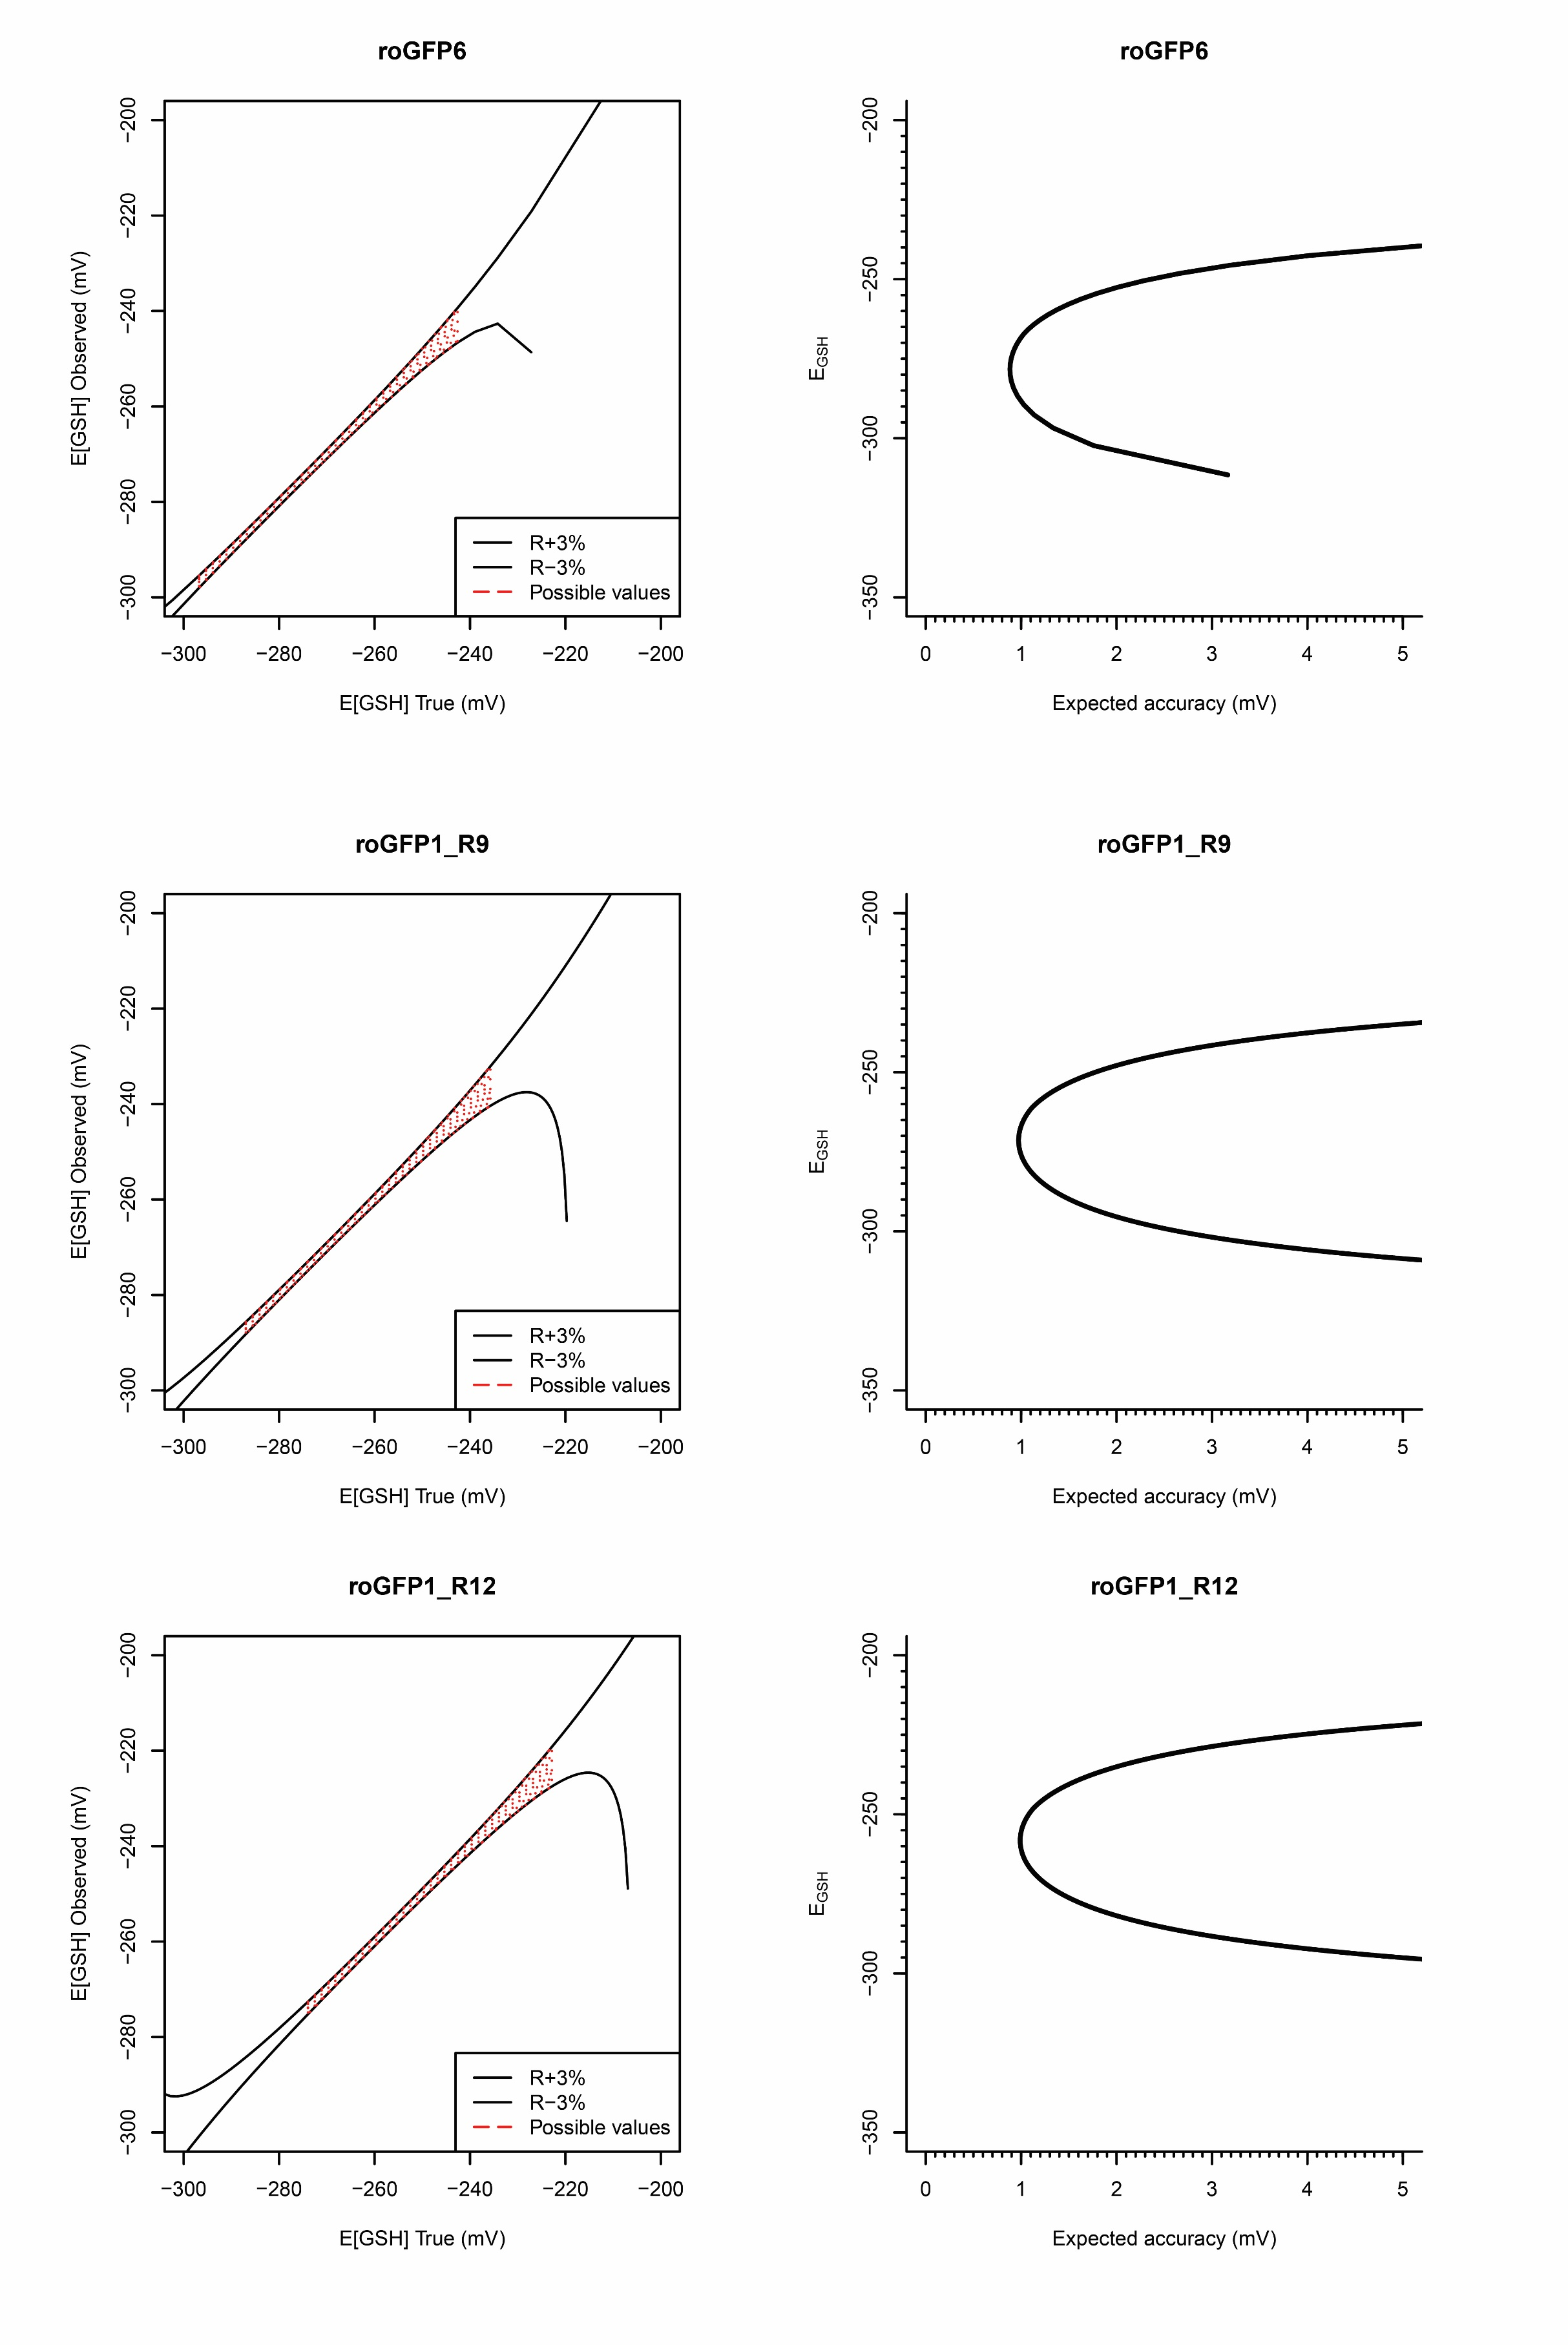 roGFP6
roGFP6
E[GSH] Observed (mV)
−200
−220
−240
−260
−280
−300
R+3%
R−3%
Possible values
−300 −280 −260 −240 −220 −200
E[GSH] True (mV)
EGSH
−200
−250
−300
−350
0 1 2 3 4 5
Expected accuracy (mV)
roGFP1_R9
roGFP1_R9
E[GSH] Observed (mV)
−200
−220
−240
−260
−280
−300
R+3%
R−3%
Possible values
−300 −280 −260 −240 −220 −200
E[GSH] True (mV)
EGSH
−200
−250
−300
−350
0 1 2 3 4 5
Expected accuracy (mV)
roGFP1_R12
roGFP1_R12
E[GSH] Observed (mV)
−200
−220
−240
−260
−280
−300
R+3%
R−3%
Possible values
−300 −280 −260 −240 −220 −200
E[GSH] True (mV)
EGSH
−200
−250
−300
−350
0 1 2 3 4 5
Expected accuracy (mV)